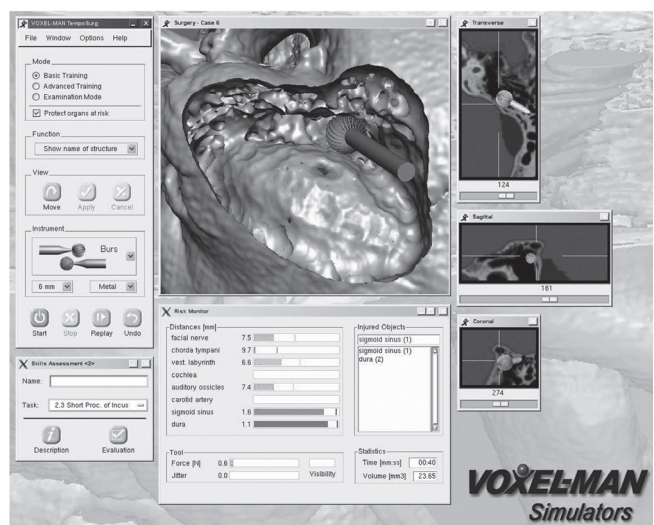 VOXEL-MAN TempoSurg
File Window Options Help
Mode
Basic Training
Advanced Training
Examination Mode
Protect organs at risk
Function
Show name of structure
View
Move Apply Cancel
Instrument
Burs
6 mm Metal
Start Stop Replay Undo
Skills Assessment <2>
Name:
Task: 2.3 Short Proc. of Incus
Description Evaluation
Surgery - Case 6
Risk Monitor
Distances [mm]
facial nerve 7.5
chorda tympani 9.7
vest. labyrinth 6.6
cochlea
auditory ossicles 7.4
carotid artery
sigmoid sinus 1.6
dura 1.1
Injured Objects
sigmoid sinus (1)
sigmoid sinus (1)
dura (2)
Tool
Force [N] 0.6
Jitter 0.0
Visibility
Statistics
Time [mm:ss] 00:40
Volume [mm3] 23.65
Transverse
124
Sagittal
161
Coronal
274
VOXEL-MAN
Simulators